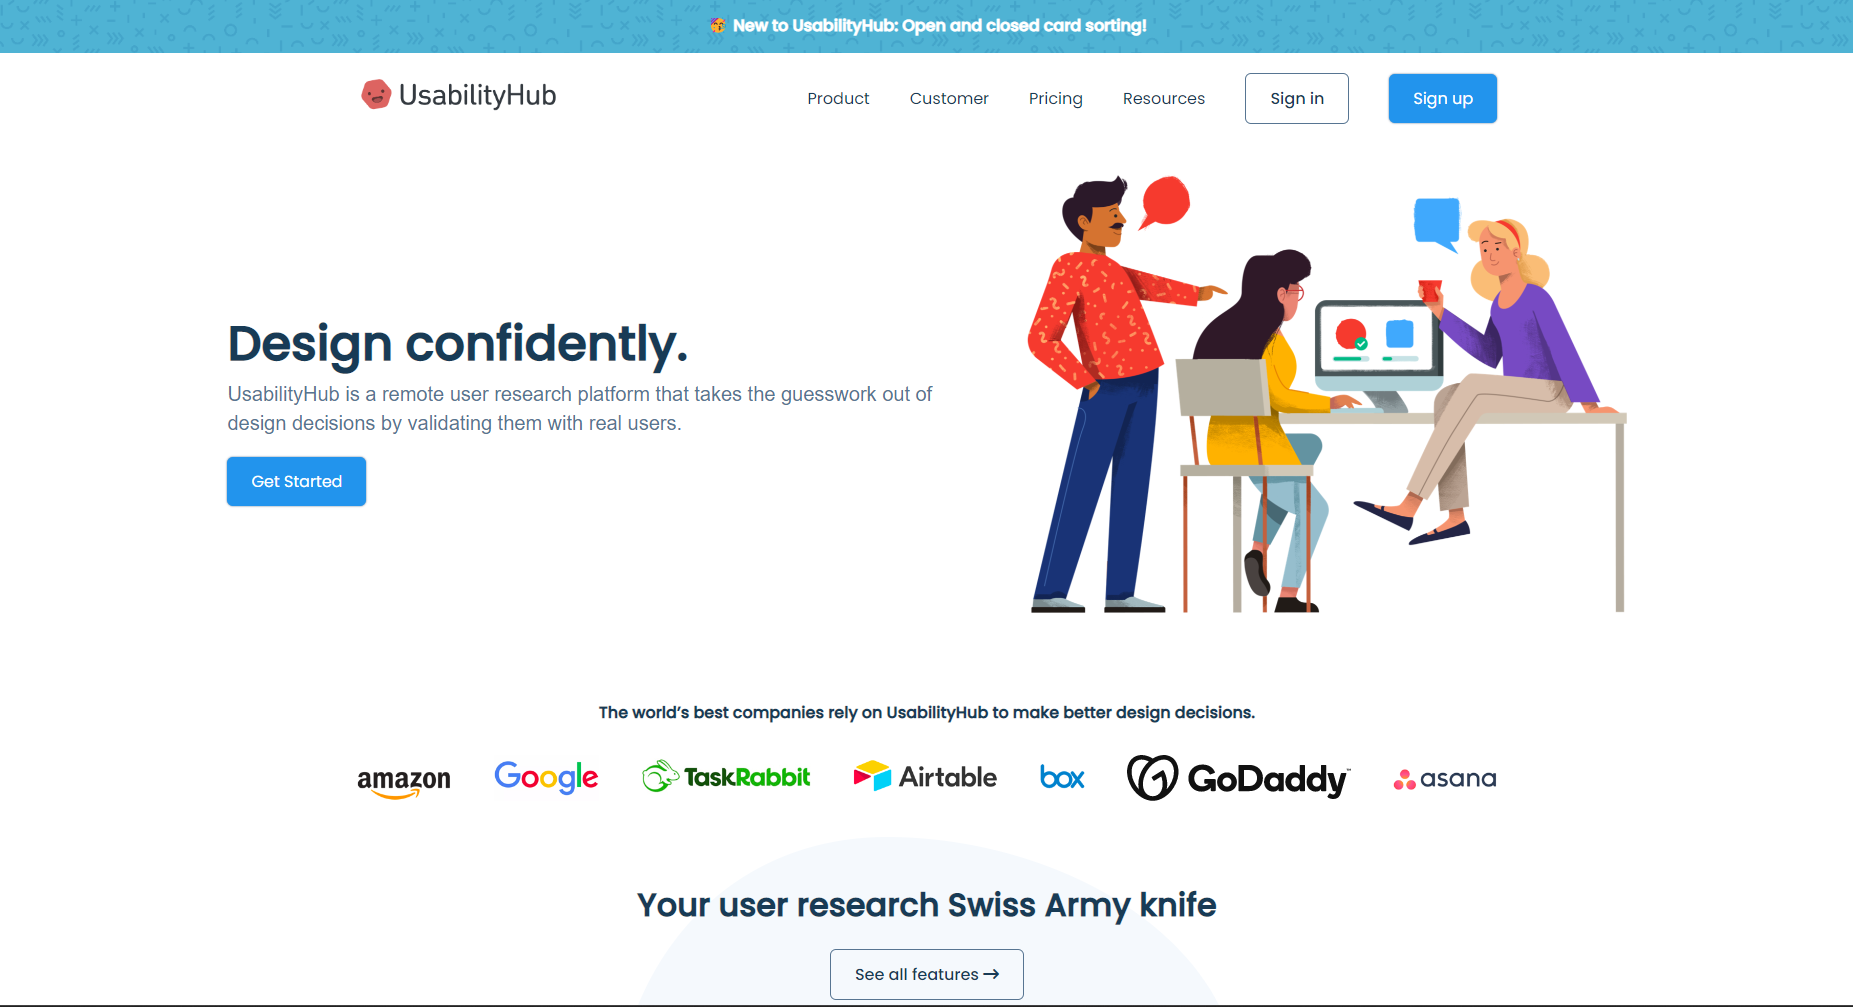 New to UsabilityHub: Open and closed card sorting!
UsabilityHub
Product Customer Pricing Resources Sign in Sign up
Design confidently.
UsabilityHub is a remote user research platform that takes the guesswork out of
design decisions by validating them with real users.
Get Started
The world’s best companies rely on UsabilityHub to make better design decisions.
amazon Google TaskRabbit Airtable box GoDaddy™ asana
Your user research Swiss Army knife
See all features →